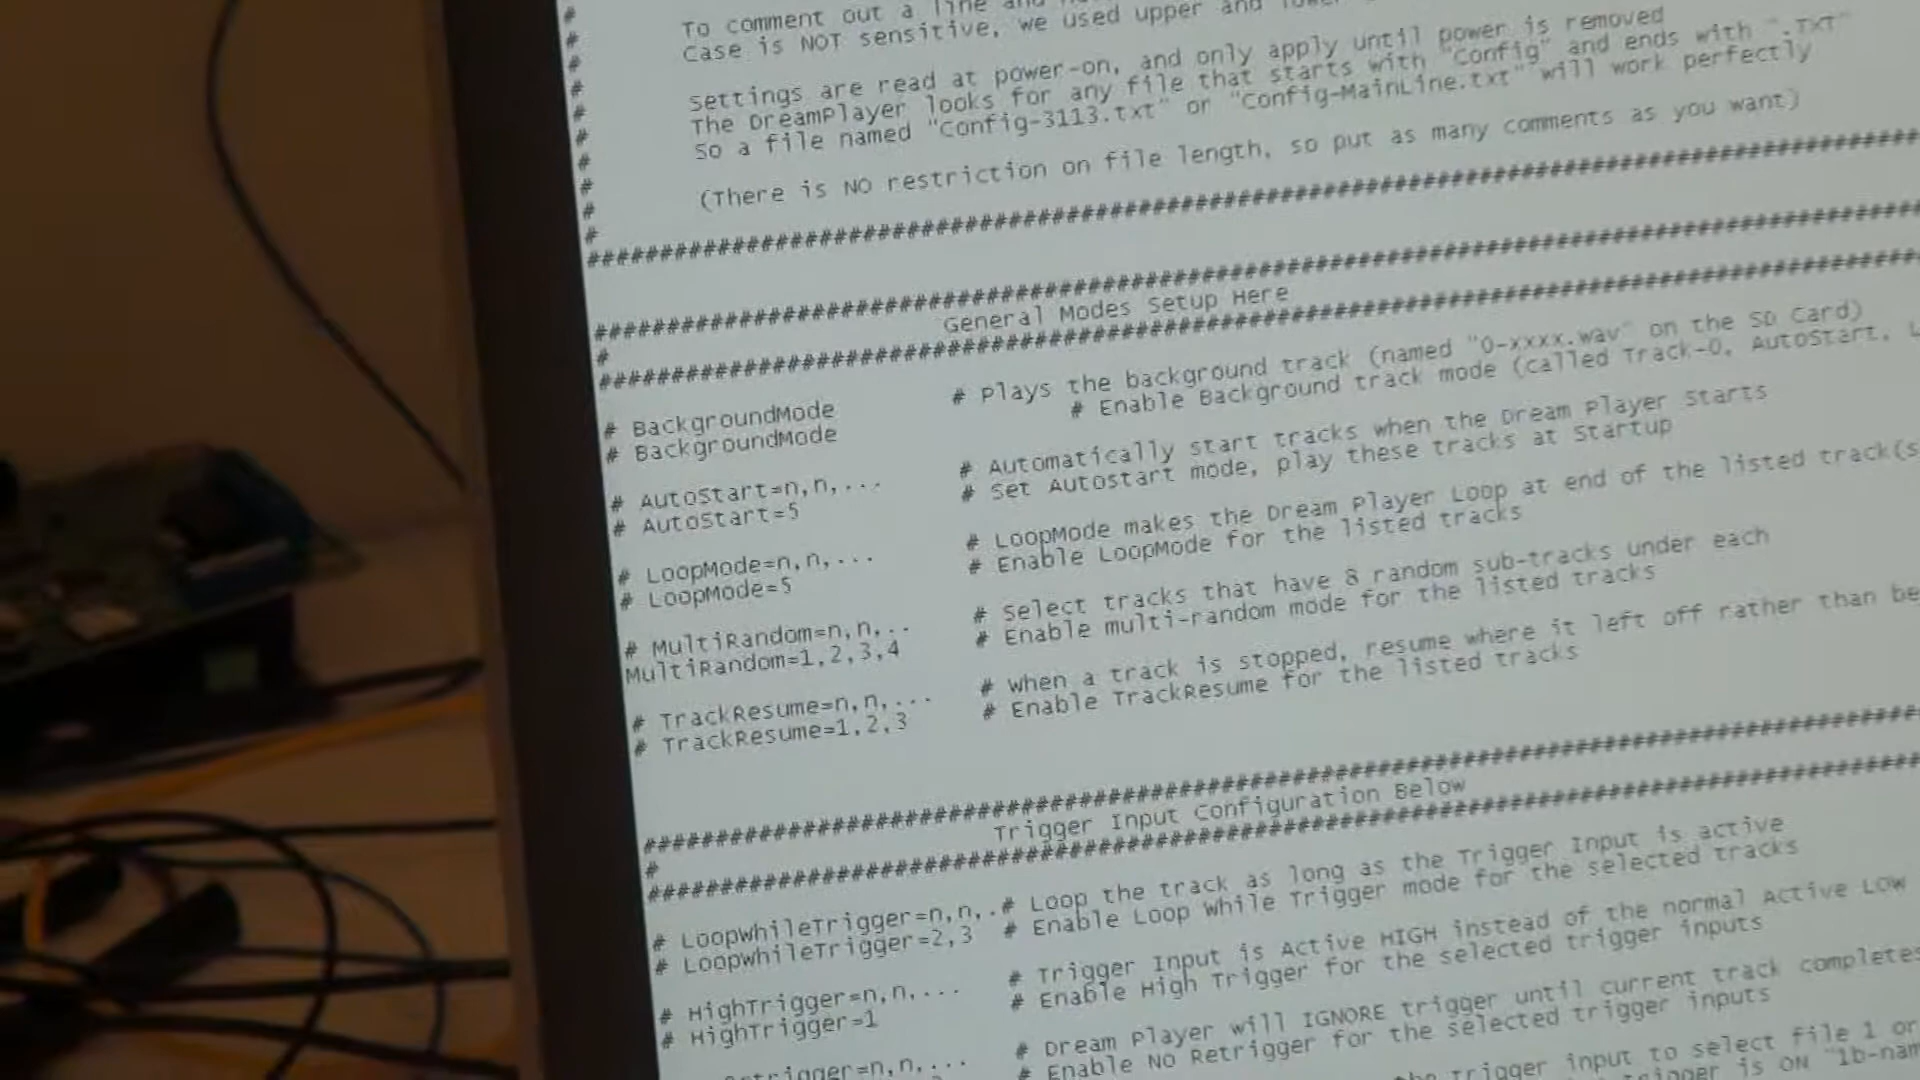 # To comment out a line and
# Case is NOT sensitive, we used upper and
#
# Settings are read at power-on, and only apply until power is removed
# The DreamPlayer looks for any file that starts with "Config" and ends with ".TXT"
# So a file named "Config-3113.txt" or "Config-MainLine.txt" will work perfectly
#
# (There is NO restriction on file length, so put as many comments as you want)
#
################################################
################################################
# General Modes Setup Here
################################################
# BackgroundMode # Plays the background track (named "0-xxxx.wav" on the SD Card)
# BackgroundMode # Enable Background track mode (called Track-0, AutoStart,
# AutoStart=n,n,... # Automatically start tracks when the Dream Player Starts
# AutoStart=5 # Set Autostart mode, play these tracks at Startup
# LoopMode=n,n,... # LoopMode makes the Dream Player Loop at end of the listed track(s
# LoopMode=5 # Enable LoopMode for the listed tracks
# MultiRandom=n,n,.. # Select tracks that have 8 random sub-tracks under each
MultiRandom=1,2,3,4 # Enable multi-random mode for the listed tracks
# TrackResume=n,n,... # When a track is stopped, resume where it left off rather than be
# TrackResume=1,2,3 # Enable TrackResume for the listed tracks
################################################
# Trigger Input Configuration Below
################################################
# LoopWhileTrigger=n,n,.# Loop the track as long as the Trigger Input is active
# LoopWhileTrigger=2,3 # Enable Loop While Trigger mode for the selected tracks
# HighTrigger=n,n,... # Trigger Input is Active HIGH instead of the normal Active LOW
# HighTrigger=1 # Enable High Trigger for the selected trigger inputs
etrigger=n,n,... # Dream Player will IGNORE trigger until current track completes
# Enable No Retrigger for the selected trigger inputs
trigger input to select file 1 or
is ON "1b-nam